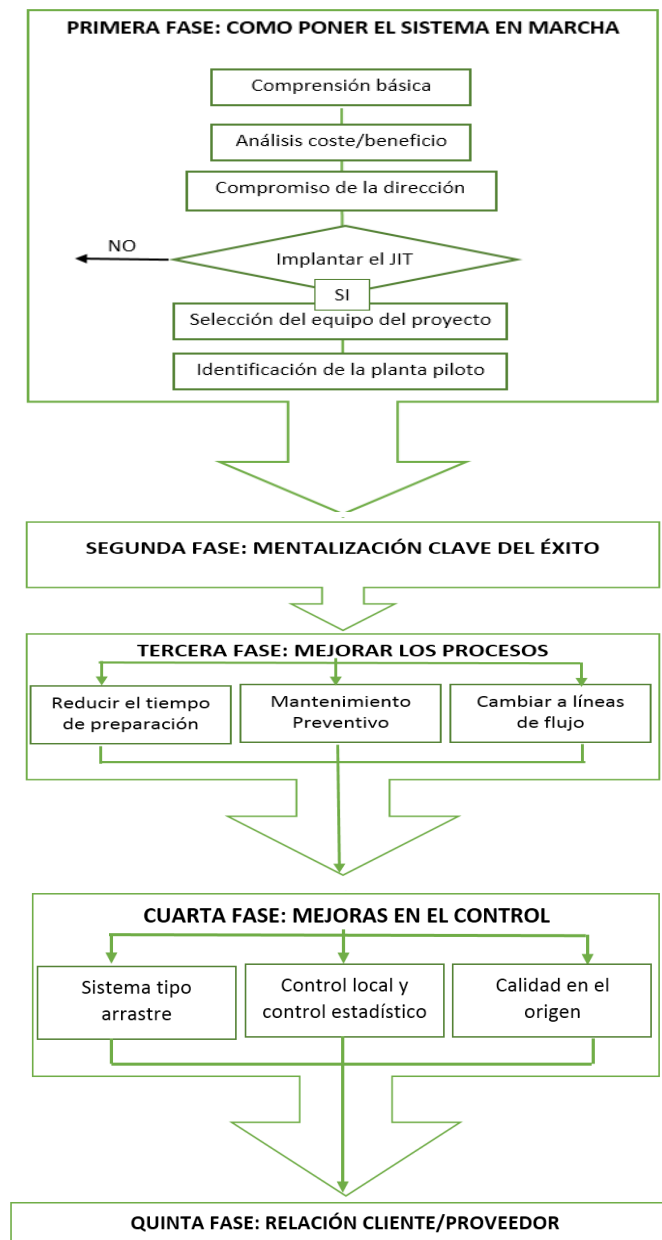 PRIMERA FASE: COMO PONER EL SISTEMA EN MARCHA
Comprensión básica
Análisis coste/beneficio
Compromiso de la dirección
NO
Implantar el JIT
SI
Selección del equipo del proyecto
Identificación de la planta piloto
SEGUNDA FASE: MENTALIZACIÓN CLAVE DEL ÉXITO
TERCERA FASE: MEJORAR LOS PROCESOS
Reducir el tiempo
de preparación
Mantenimiento
Preventivo
Cambiar a líneas
de flujo
CUARTA FASE: MEJORAS EN EL CONTROL
Sistema tipo
arrastre
Control local y
control estadístico
Calidad en el
origen
QUINTA FASE: RELACIÓN CLIENTE/PROVEEDOR